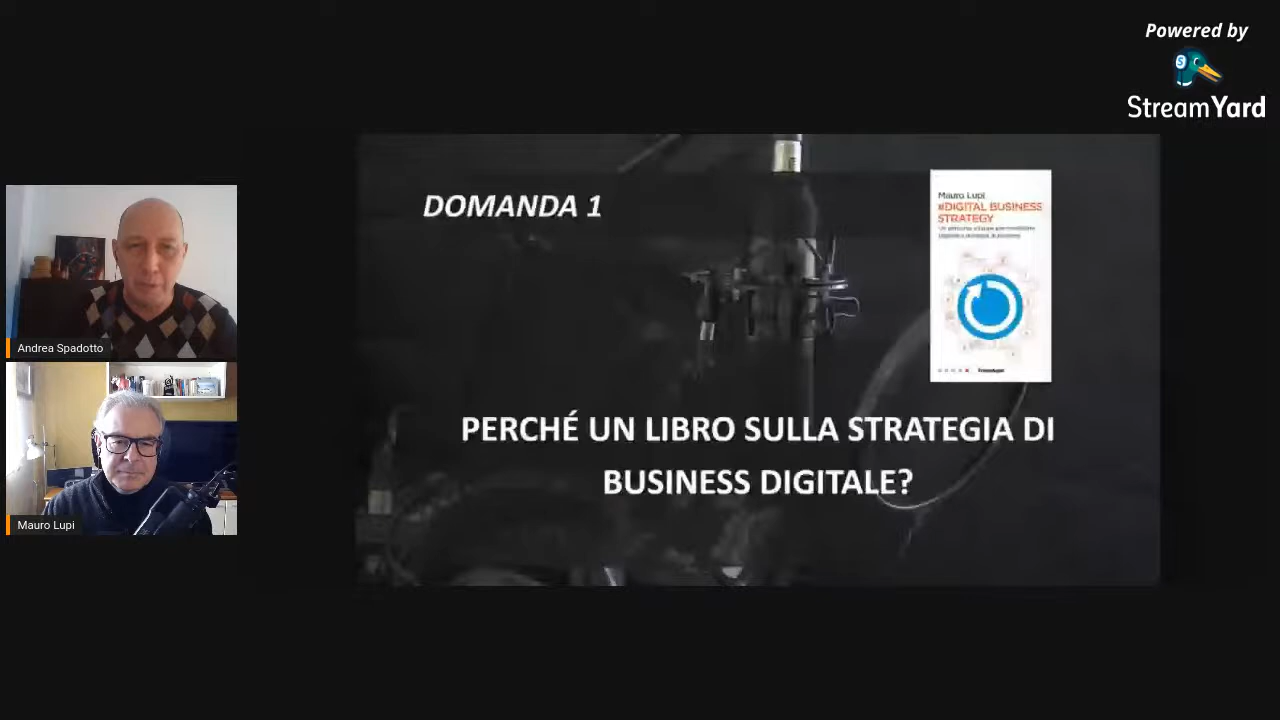 Powered by
StreamYard
DOMANDA 1
Mauro Lupi
#DIGITAL BUSINESS
STRATEGY
PERCHÉ UN LIBRO SULLA STRATEGIA DI
BUSINESS DIGITALE?
Andrea Spadotto
Mauro Lupi